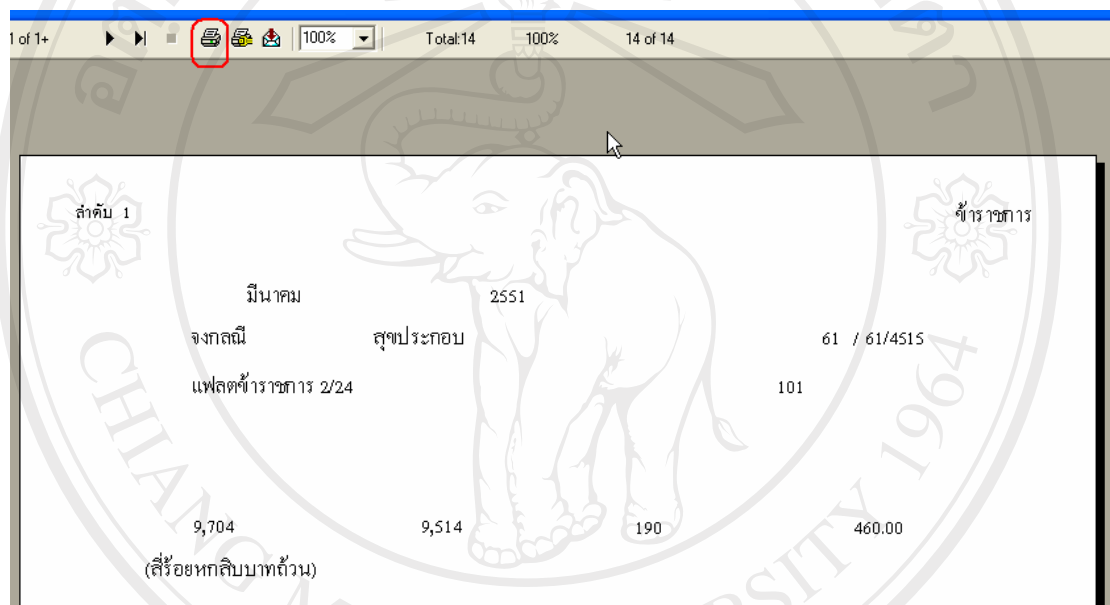 1 of 1+ 100% Total:14 100% 14 of 14
ลำดับ 1 ข้าราชการ
มีนาคม 2551
จงกลณี สุขประกอบ 61 / 61/4515
แฟลตข้าราชการ 2/24 101
9,704 9,514 190 460.00
(สี่ร้อยหกสิบบาทถ้วน)
CHIANG MAI UNIVERSITY 1964